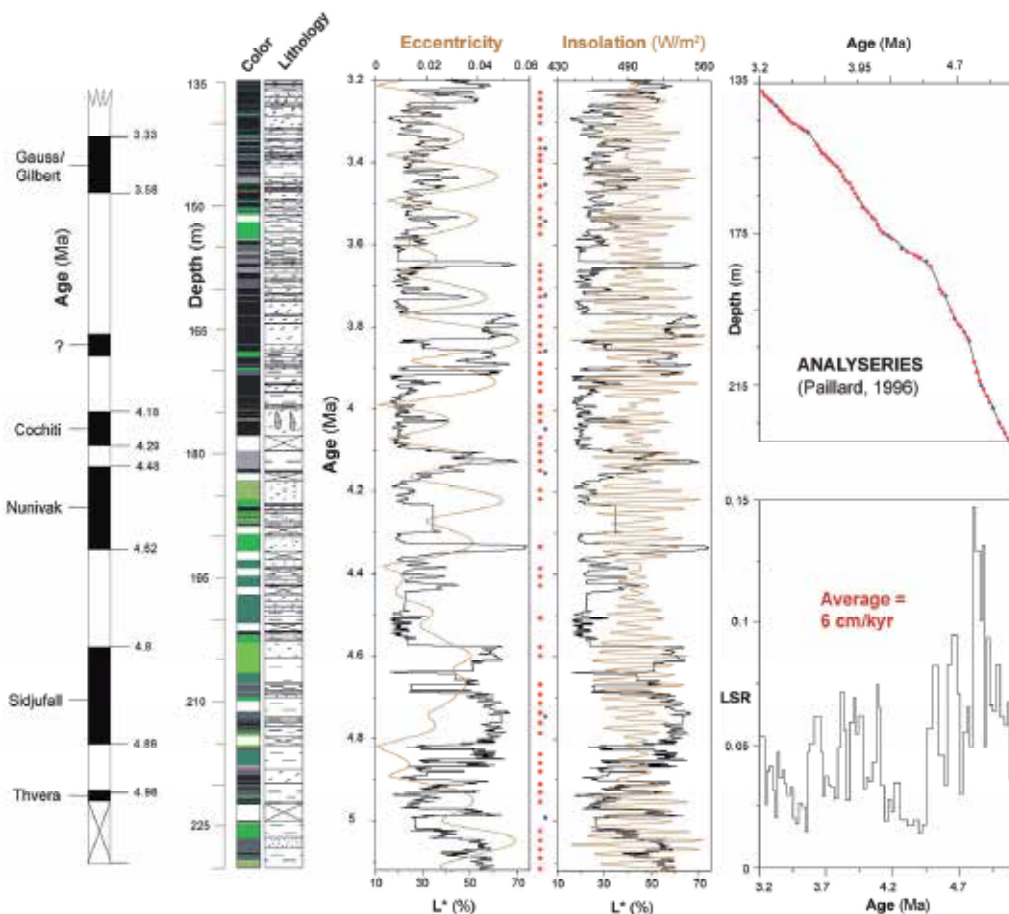 Gauss/
Gilbert
?
Cochiti
Nunivak
Sidjufall
Thvera
Age (Ma)
3.33
3.58
4.18
4.29
4.48
4.62
4.8
4.89
4.98
Color
Lithology
Depth (m)
135
150
165
180
195
210
225
Eccentricity
0
0.02
0.04
0.06
Age (Ma)
3.2
3.4
3.6
3.8
4
4.2
4.4
4.6
4.8
5
10
30
50
70
L* (%)
Insolation (W/m²)
430
490
560
10
30
50
70
L* (%)
Age (Ma)
3.2
3.95
4.7
Depth (m)
135
175
215
ANALYSERIES
(Paillard, 1996)
0.15
0.1
0.05
0
LSR
Average =
6 cm/kyr
3.2
3.7
4.2
4.7
Age (Ma)